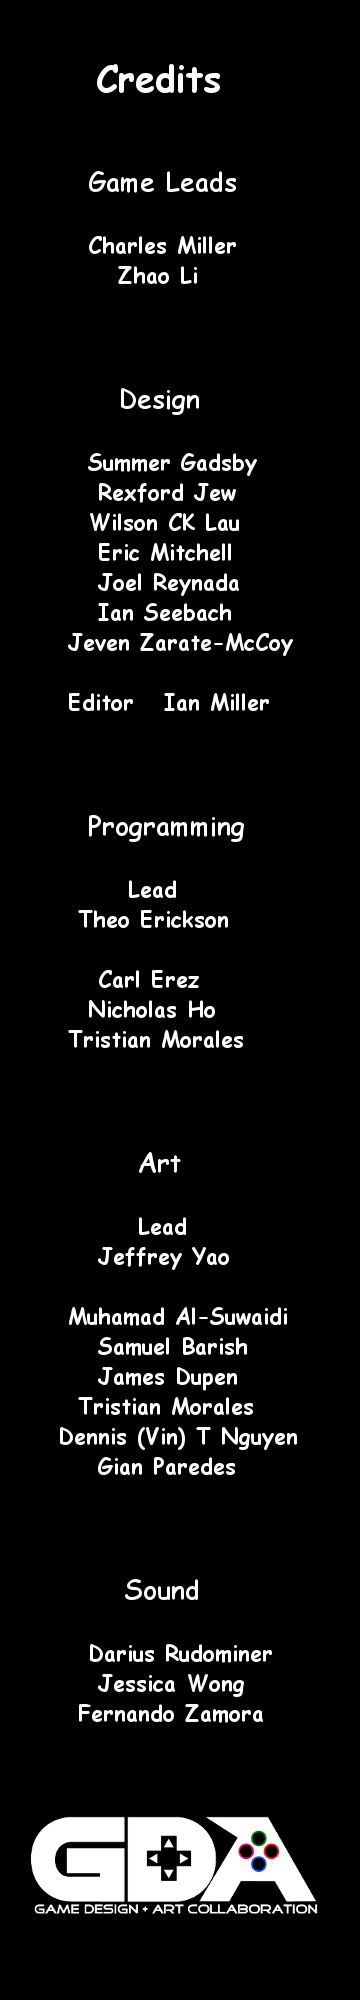 Credits
Game Leads
Charles Miller
Zhao Li
Design
Summer Gadsby
Rexford Jew
Wilson CK Lau
Eric Mitchell
Joel Reynada
Ian Seebach
Jeven Zarate-McCoy
Editor Ian Miller
Programming
Lead
Theo Erickson
Carl Erez
Nicholas Ho
Tristian Morales
Art
Lead
Jeffrey Yao
Muhamad Al-Suwaidi
Samuel Barish
James Dupen
Tristian Morales
Dennis (Vin) T Nguyen
Gian Paredes
Sound
Darius Rudominer
Jessica Wong
Fernando Zamora
GDA
GAME DESIGN + ART COLLABORATION